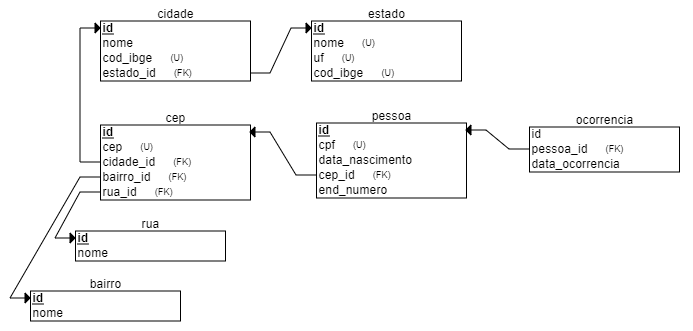 cidade
id
nome
cod_ibge (U)
estado_id (FK)
estado
id
nome (U)
uf (U)
cod_ibge (U)
cep
id
cep (U)
cidade_id (FK)
bairro_id (FK)
rua_id (FK)
pessoa
id
cpf (U)
data_nascimento
cep_id (FK)
end_numero
ocorrencia
id
pessoa_id (FK)
data_ocorrencia
rua
id
nome
bairro
id
nome